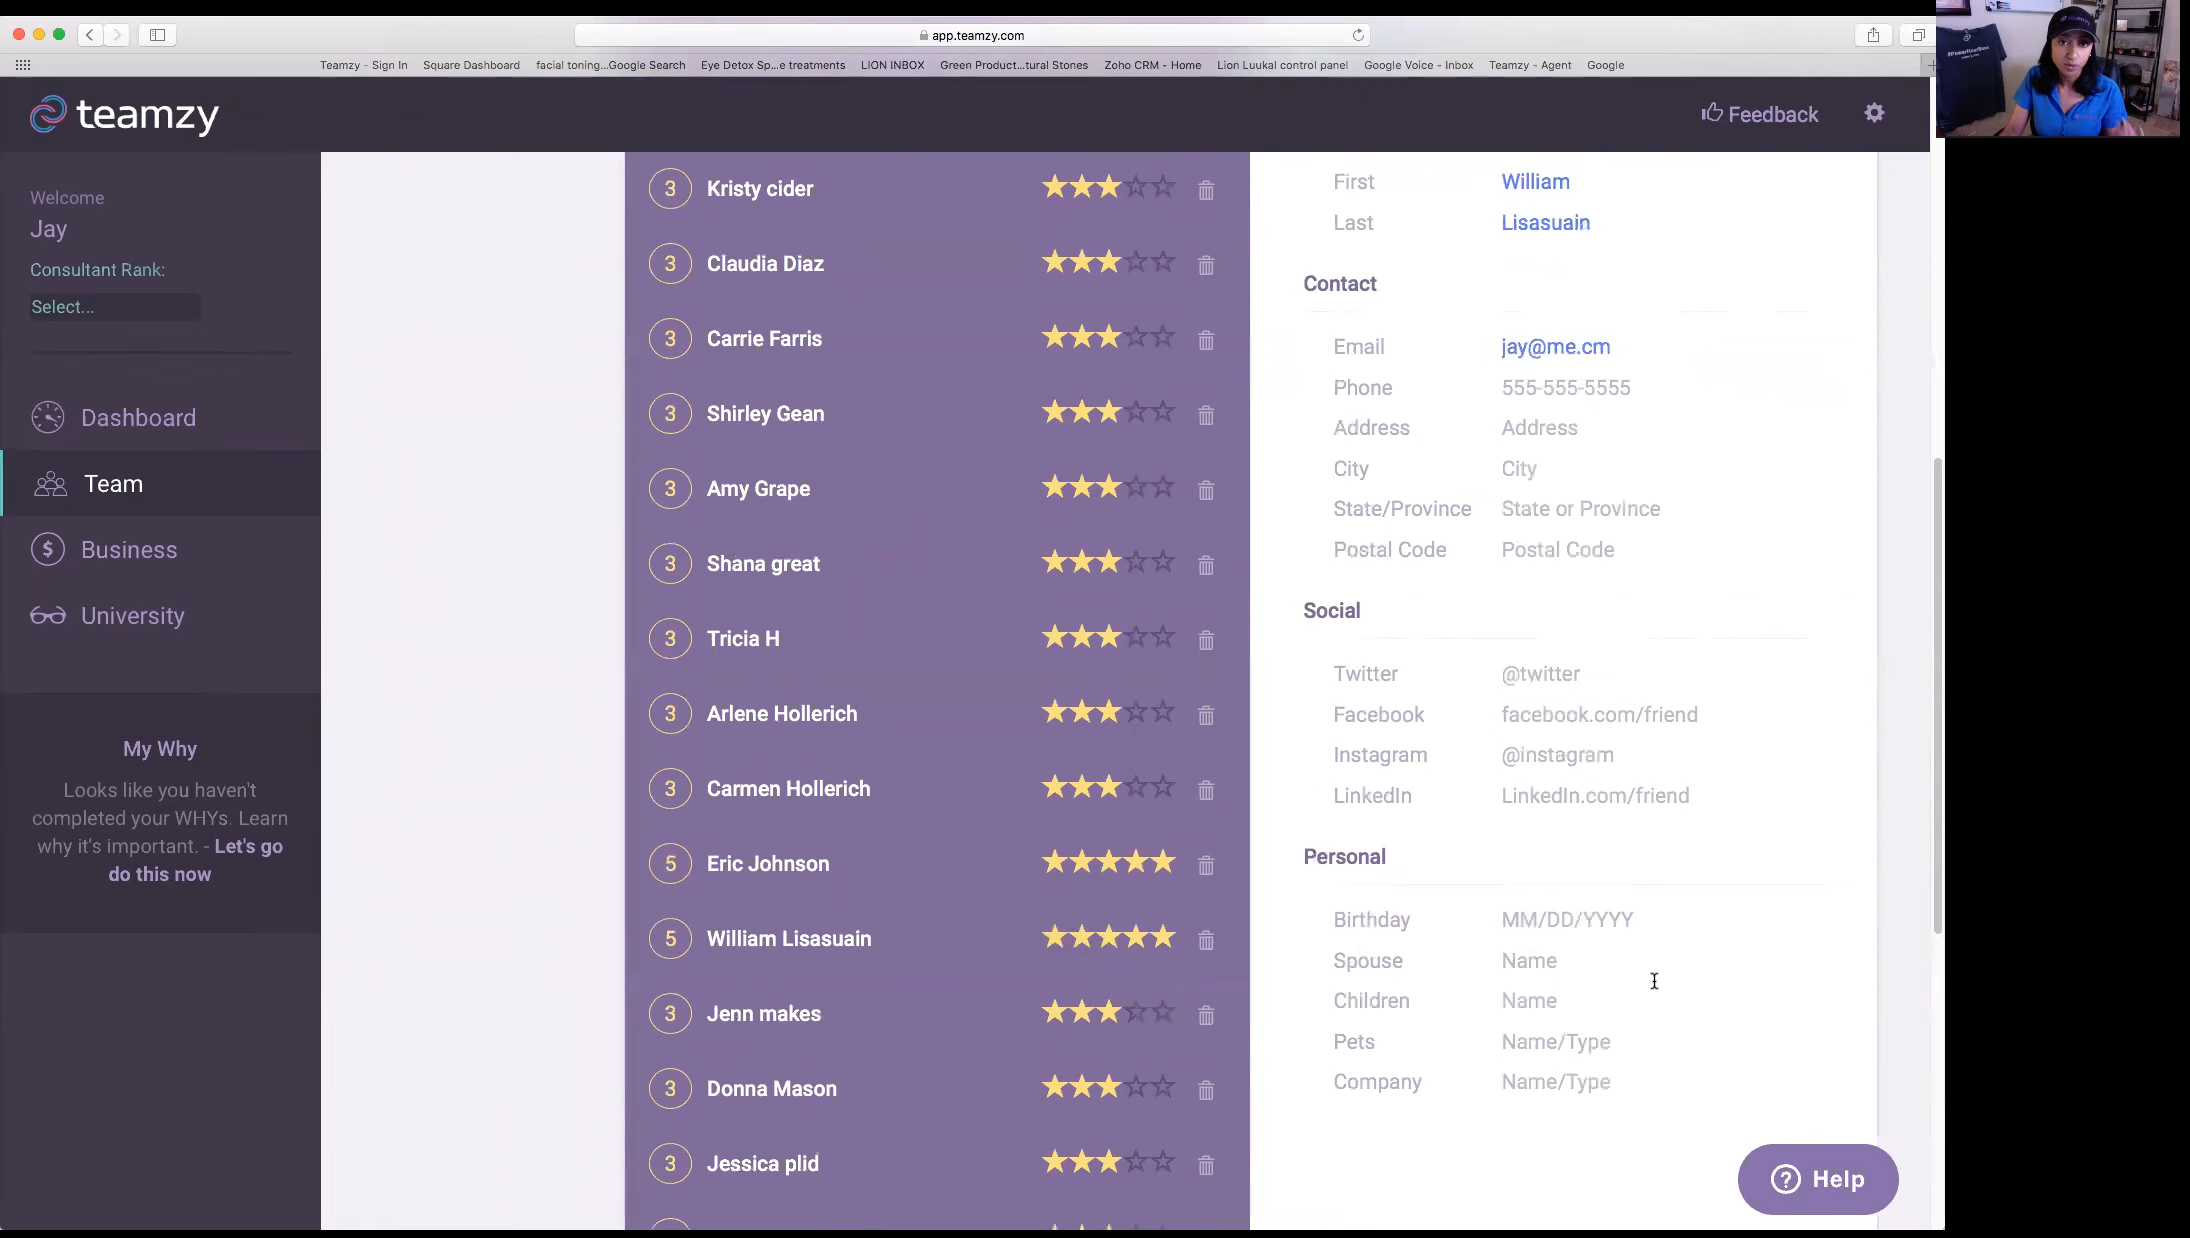 app.teamzy.com
Teamzy - Sign In Square Dashboard facial toning...Google Search Eye Detox Sp...e treatments LION INBOX Green Product...tural Stones Zoho CRM - Home Lion Luukal control panel Google Voice - Inbox Teamzy - Agent Google
teamzy
Feedback
Welcome
Jay
Consultant Rank:
Select...
Dashboard
Team
Business
University
My Why
Looks like you haven't
completed your WHYs. Learn
why it's important. - Let's go
do this now
3 Kristy cider
3 Claudia Diaz
3 Carrie Farris
3 Shirley Gean
3 Amy Grape
3 Shana great
3 Tricia H
3 Arlene Hollerich
3 Carmen Hollerich
5 Eric Johnson
5 William Lisasuain
3 Jenn makes
3 Donna Mason
3 Jessica plid
First William
Last Lisasuain
Contact
Email jay@me.cm
Phone 555-555-5555
Address Address
City City
State/Province State or Province
Postal Code Postal Code
Social
Twitter @twitter
Facebook facebook.com/friend
Instagram @instagram
LinkedIn LinkedIn.com/friend
Personal
Birthday MM/DD/YYYY
Spouse Name
Children Name
Pets Name/Type
Company Name/Type
Help